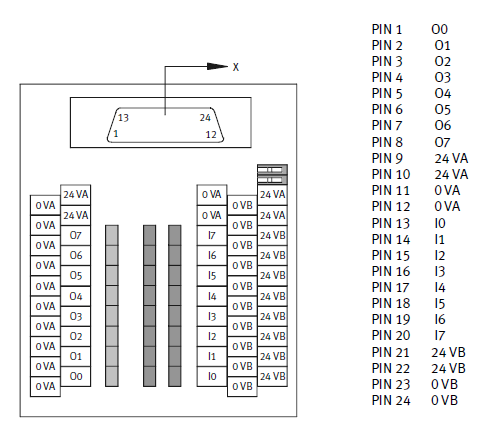 X
13 24
1 12
24 VA 0 VA 24 VA
0 VA 0 VB
24 VA 0 VA 24 VA
0 VA 0 VB
O7 I7 24 VB
0 VA 0 VB
O6 I6 24 VB
0 VA 0 VB
O5 I5 24 VB
0 VA 0 VB
O4 I4 24 VB
0 VA 0 VB
O3 I3 24 VB
0 VA 0 VB
O2 I2 24 VB
0 VA 0 VB
O1 I1 24 VB
0 VA 0 VB
O0 I0 24 VB
0 VA 0 VB
PIN 1 O0
PIN 2 O1
PIN 3 O2
PIN 4 O3
PIN 5 O4
PIN 6 O5
PIN 7 O6
PIN 8 O7
PIN 9 24 VA
PIN 10 24 VA
PIN 11 0 VA
PIN 12 0 VA
PIN 13 I0
PIN 14 I1
PIN 15 I2
PIN 16 I3
PIN 17 I4
PIN 18 I5
PIN 19 I6
PIN 20 I7
PIN 21 24 VB
PIN 22 24 VB
PIN 23 0 VB
PIN 24 0 VB